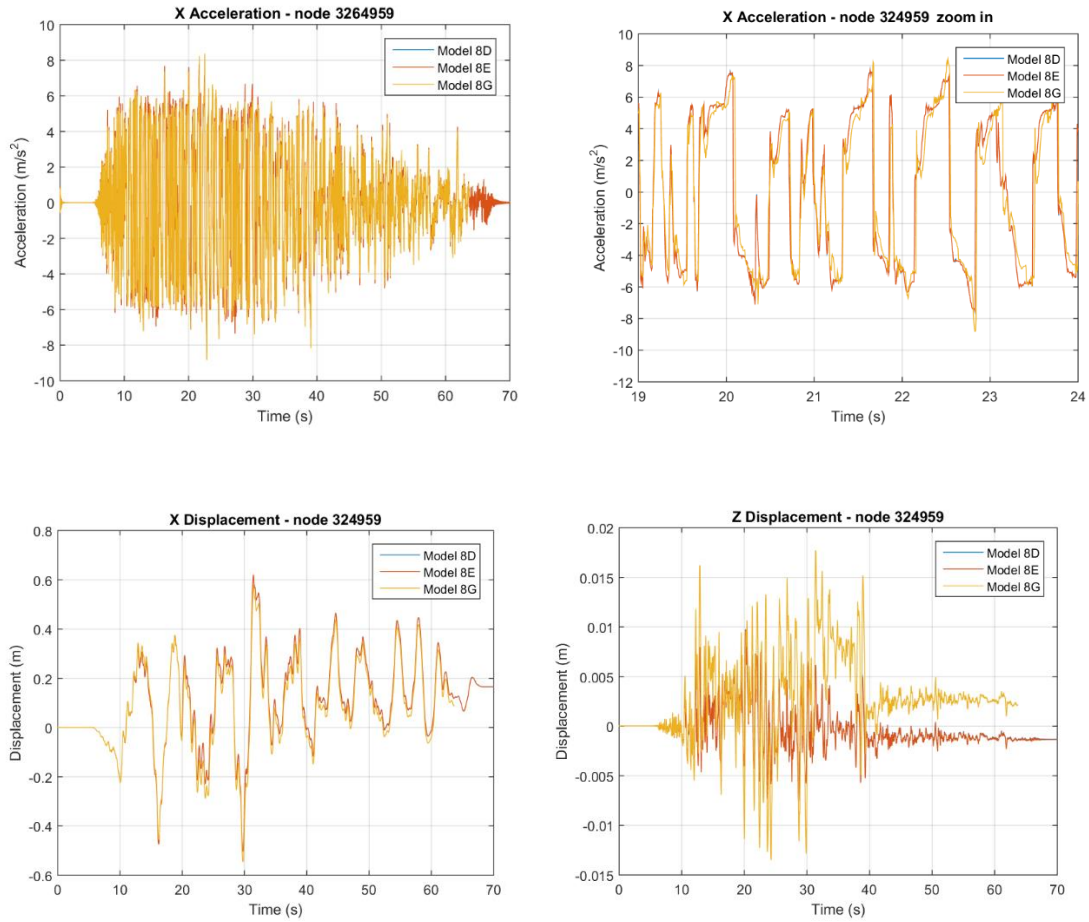 X Acceleration - node 3264959
10
8
6
4
2
0
-2
-4
-6
-8
-10
Acceleration (m/s²)
0 10 20 30 40 50 60 70
Time (s)
Model 8D
Model 8E
Model 8G
X Acceleration - node 324959 zoom in
10
8
6
4
2
0
-2
-4
-6
-8
-10
-12
Acceleration (m/s²)
19 20 21 22 23 24
Time (s)
Model 8D
Model 8E
Model 8G
X Displacement - node 324959
0.8
0.6
0.4
0.2
0
-0.2
-0.4
-0.6
Displacement (m)
0 10 20 30 40 50 60 70
Time (s)
Model 8D
Model 8E
Model 8G
Z Displacement - node 324959
0.02
0.015
0.01
0.005
0
-0.005
-0.01
-0.015
Displacement (m)
0 10 20 30 40 50 60 70
Time (s)
Model 8D
Model 8E
Model 8G